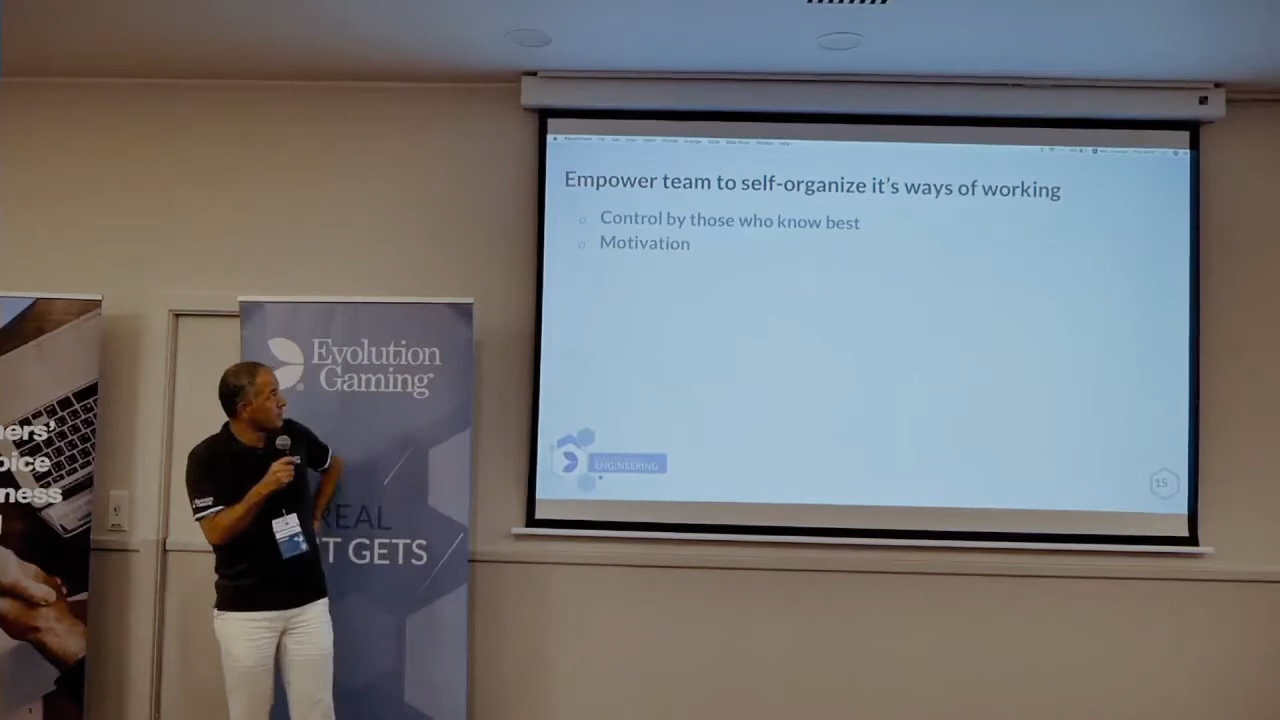 Empower team to self-organize it's ways of working
Control by those who know best
Motivation
ENGINEERING
15
Evolution
Gaming
REAL
GETS
ners'
oice
ness